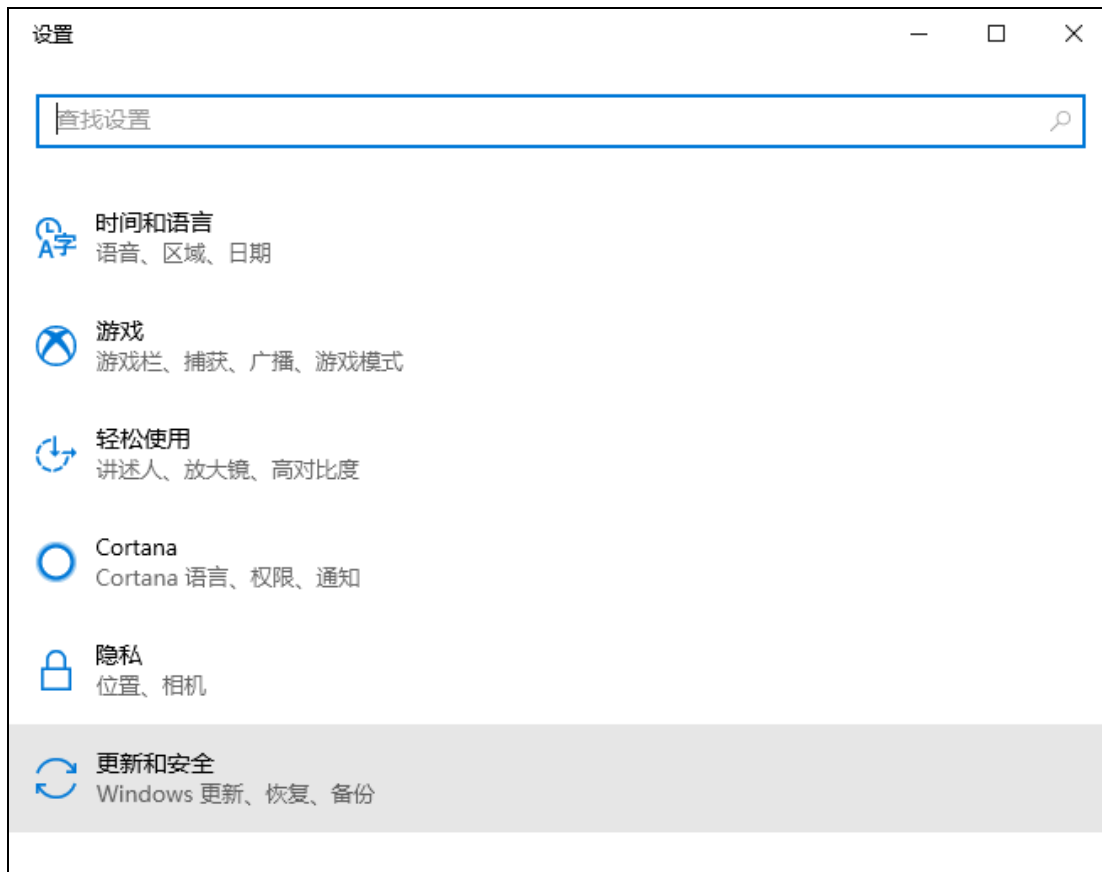 设置
查找设置
时间和语言
语音、区域、日期
游戏
游戏栏、捕获、广播、游戏模式
轻松使用
讲述人、放大镜、高对比度
Cortana
Cortana 语言、权限、通知
隐私
位置、相机
更新和安全
Windows 更新、恢复、备份